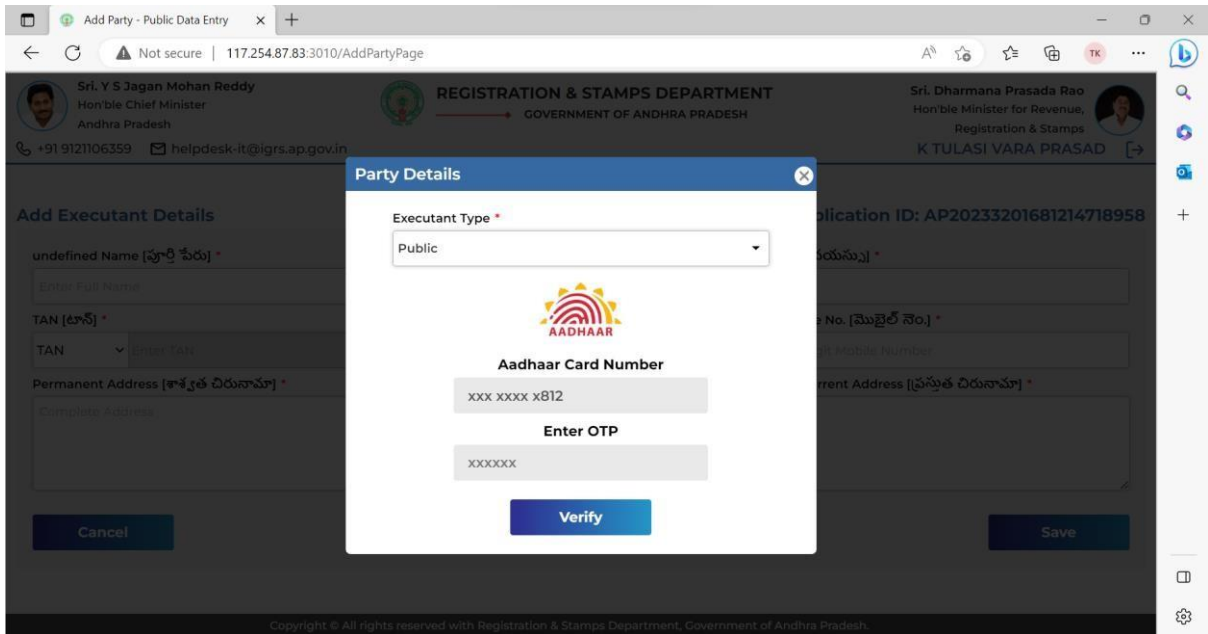 Add Party - Public Data Entry
Not secure | 117.254.87.83:3010/AddPartyPage
TK
Sri. Y S Jagan Mohan Reddy
Hon'ble Chief Minister
Andhra Pradesh
+91 9121106359 helpdesk-it@igrs.ap.gov.in
REGISTRATION & STAMPS DEPARTMENT
GOVERNMENT OF ANDHRA PRADESH
Sri. Dharmana Prasada Rao
Hon'ble Minister for Revenue,
Registration & Stamps
K TULASI VARA PRASAD
Add Executant Details
plication ID: AP20233201681214718958
undefined Name [పూర్తి పేరు] *
Enter Full Name
TAN [టాన్] *
TAN Enter TAN
Permanent Address [శాశ్వత చిరునామా] *
Complete Address
Cancel
Party Details
Executant Type *
Public
AADHAAR
Aadhaar Card Number
xxx xxxx x812
Enter OTP
xxxxxx
Verify
వయస్సు] *
No. [మొబైల్ నెం.] *
Mobile Number
rrent Address [ప్రస్తుత చిరునామా] *
Save
Copyright © All rights reserved with Registration & Stamps Department, Government of Andhra Pradesh.